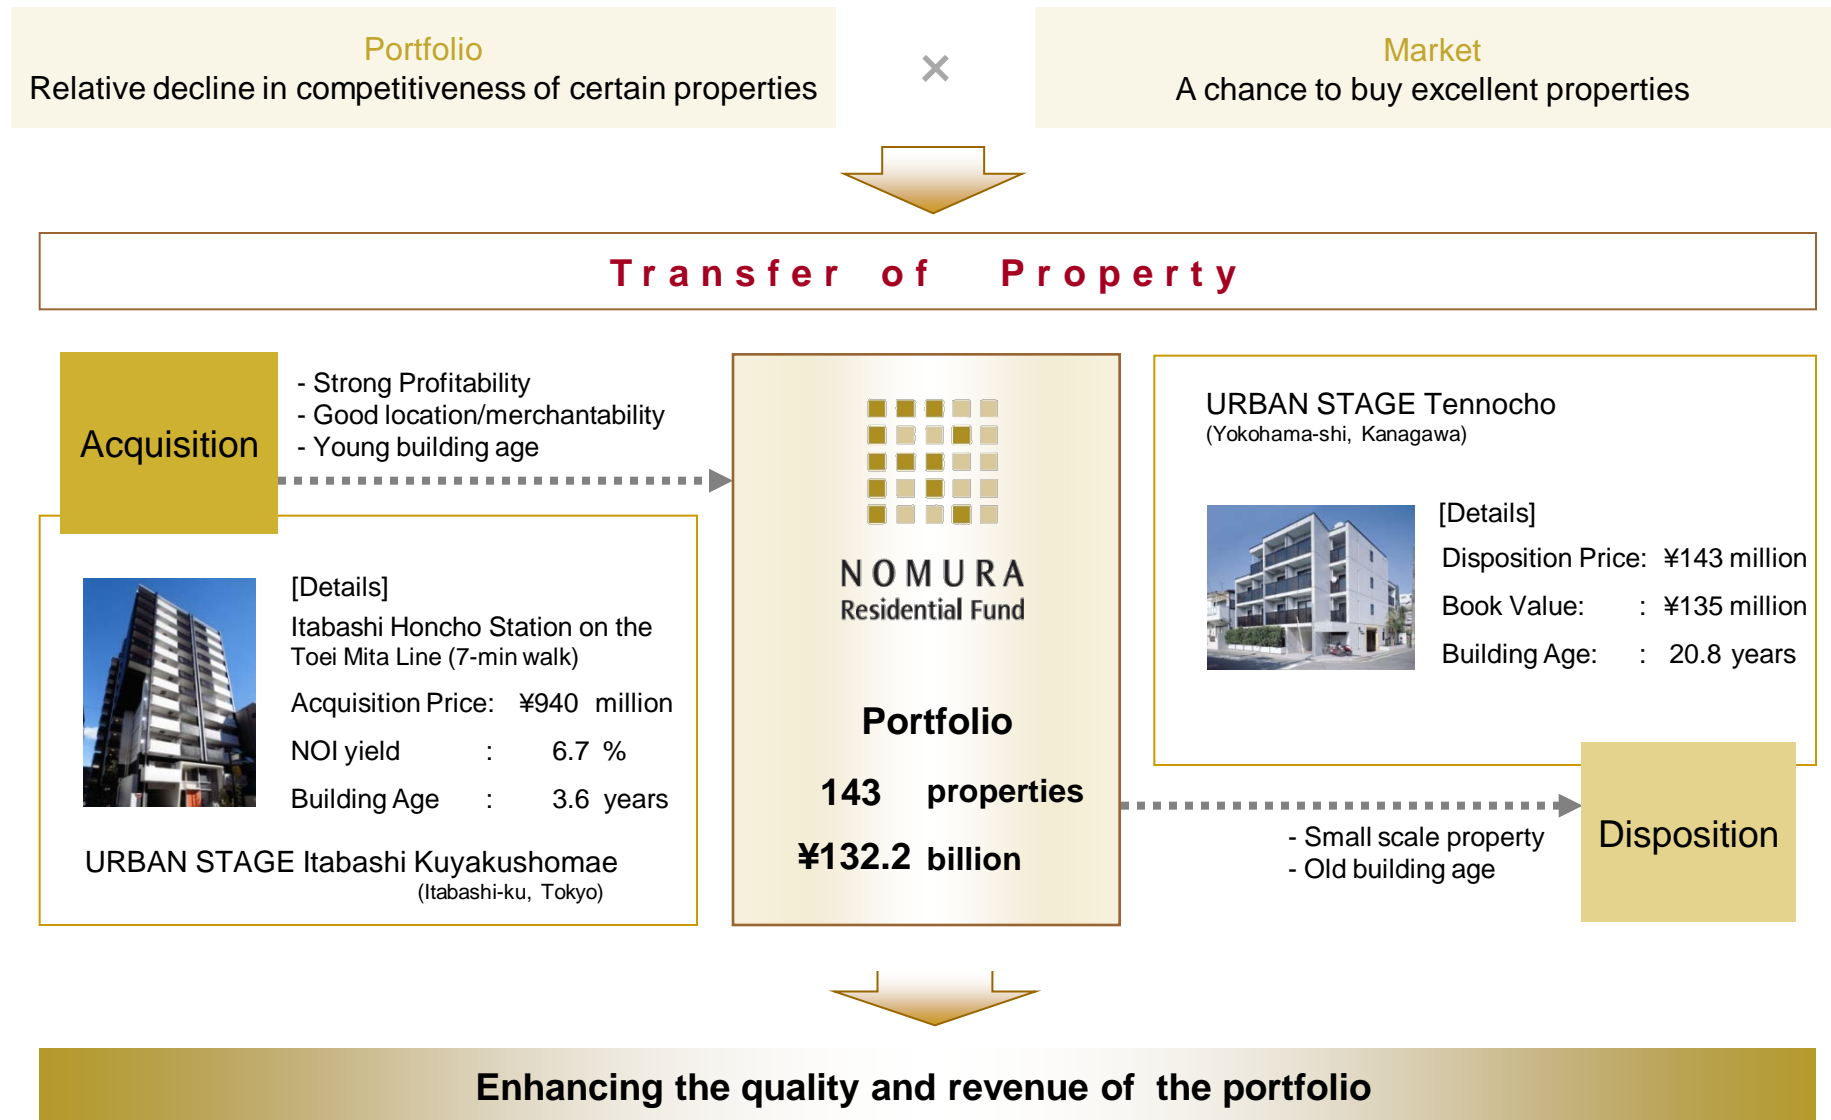 Portfolio
Relative decline in competitiveness of certain properties
×
Market
A chance to buy excellent properties
Transfer of Property
Acquisition
- Strong Profitability
- Good location/merchantability
- Young building age
[Details]
Itabashi Honcho Station on the
Toei Mita Line (7-min walk)
Acquisition Price: ¥940 million
NOI yield : 6.7 %
Building Age : 3.6 years
URBAN STAGE Itabashi Kuyakushomae
(Itabashi-ku, Tokyo)
NOMURA
Residential Fund
Portfolio
143 properties
¥132.2 billion
URBAN STAGE Tennocho
(Yokohama-shi, Kanagawa)
[Details]
Disposition Price: ¥143 million
Book Value: : ¥135 million
Building Age: : 20.8 years
- Small scale property
- Old building age
Disposition
Enhancing the quality and revenue of the portfolio